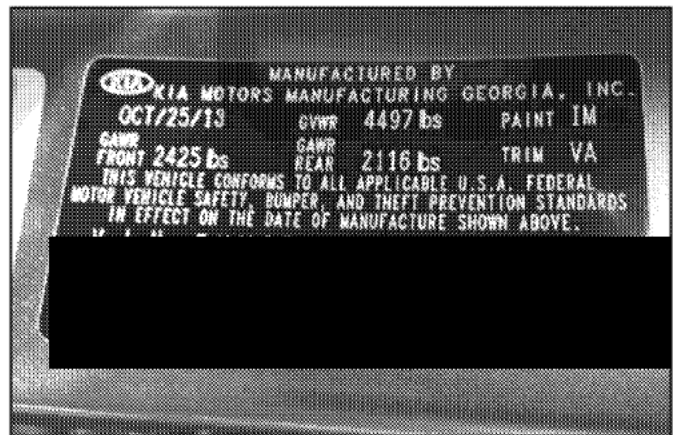 MANUFACTURED BY
KIA KIA MOTORS MANUFACTURING GEORGIA, INC.
OCT/25/13 GVWR 4497 lbs PAINT IM
GAWR FRONT 2425 lbs GAWR REAR 2116 lbs TRIM VA
THIS VEHICLE CONFORMS TO ALL APPLICABLE U.S.A. FEDERAL
MOTOR VEHICLE SAFETY, BUMPER, AND THEFT PREVENTION STANDARDS
IN EFFECT ON THE DATE OF MANUFACTURE SHOWN ABOVE.